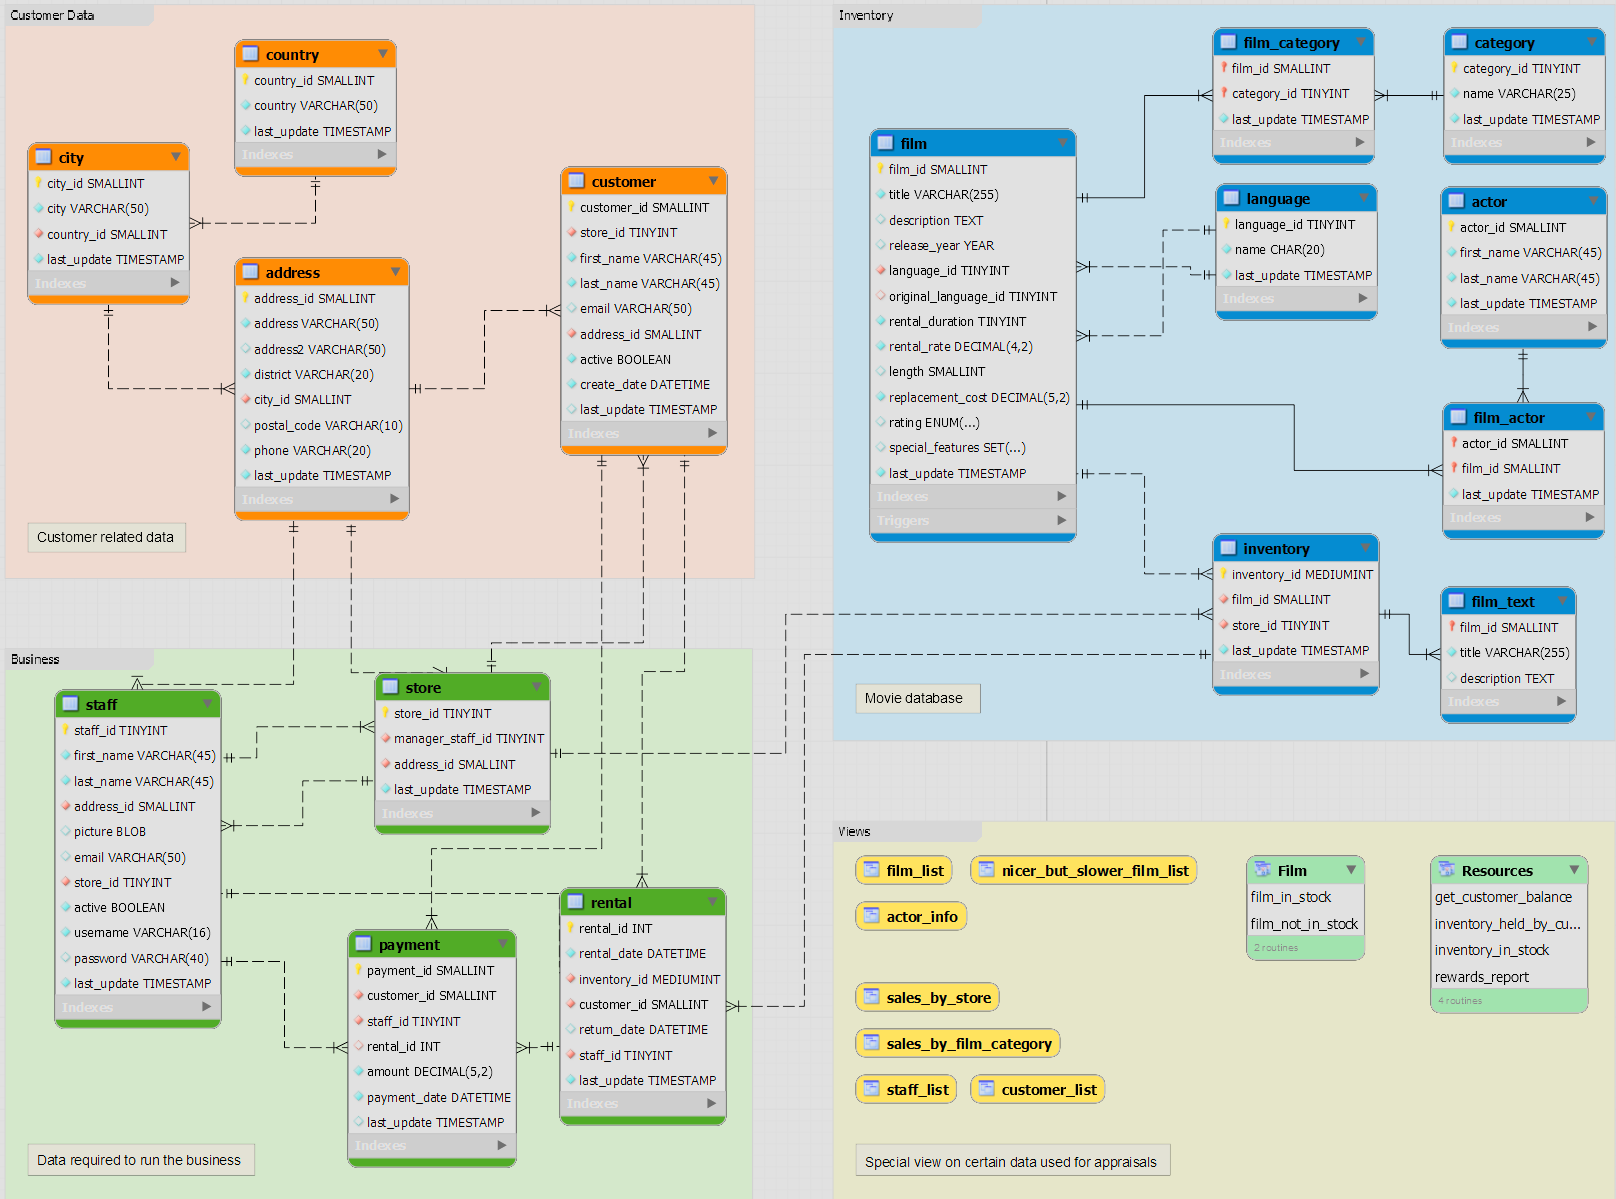 Customer Data
country
country_id SMALLINT
country VARCHAR(50)
last_update TIMESTAMP
Indexes
city
city_id SMALLINT
city VARCHAR(50)
country_id SMALLINT
last_update TIMESTAMP
Indexes
address
address_id SMALLINT
address VARCHAR(50)
address2 VARCHAR(50)
district VARCHAR(20)
city_id SMALLINT
postal_code VARCHAR(10)
phone VARCHAR(20)
last_update TIMESTAMP
Indexes
customer
customer_id SMALLINT
store_id TINYINT
first_name VARCHAR(45)
last_name VARCHAR(45)
email VARCHAR(50)
address_id SMALLINT
active BOOLEAN
create_date DATETIME
last_update TIMESTAMP
Indexes
Customer related data
Inventory
film
film_id SMALLINT
title VARCHAR(255)
description TEXT
release_year YEAR
language_id TINYINT
original_language_id TINYINT
rental_duration TINYINT
rental_rate DECIMAL(4,2)
length SMALLINT
replacement_cost DECIMAL(5,2)
rating ENUM(...)
special_features SET(...)
last_update TIMESTAMP
Indexes
Triggers
film_category
film_id SMALLINT
category_id TINYINT
last_update TIMESTAMP
Indexes
category
category_id TINYINT
name VARCHAR(25)
last_update TIMESTAMP
Indexes
language
language_id TINYINT
name CHAR(20)
last_update TIMESTAMP
Indexes
actor
actor_id SMALLINT
first_name VARCHAR(45)
last_name VARCHAR(45)
last_update TIMESTAMP
Indexes
film_actor
actor_id SMALLINT
film_id SMALLINT
last_update TIMESTAMP
Indexes
inventory
inventory_id MEDIUMINT
film_id SMALLINT
store_id TINYINT
last_update TIMESTAMP
Indexes
film_text
film_id SMALLINT
title VARCHAR(255)
description TEXT
Indexes
Movie database
Business
staff
staff_id TINYINT
first_name VARCHAR(45)
last_name VARCHAR(45)
address_id SMALLINT
picture BLOB
email VARCHAR(50)
store_id TINYINT
active BOOLEAN
username VARCHAR(16)
password VARCHAR(40)
last_update TIMESTAMP
Indexes
store
store_id TINYINT
manager_staff_id TINYINT
address_id SMALLINT
last_update TIMESTAMP
Indexes
payment
payment_id SMALLINT
customer_id SMALLINT
staff_id TINYINT
rental_id INT
amount DECIMAL(5,2)
payment_date DATETIME
last_update TIMESTAMP
Indexes
rental
rental_id INT
rental_date DATETIME
inventory_id MEDIUMINT
customer_id SMALLINT
return_date DATETIME
staff_id TINYINT
last_update TIMESTAMP
Indexes
Data required to run the business
Views
film_list
nicer_but_slower_film_list
actor_info
sales_by_store
sales_by_film_category
staff_list
customer_list
Film
film_in_stock
film_not_in_stock
2 routines
Resources
get_customer_balance
inventory_held_by_cu...
inventory_in_stock
rewards_report
4 routines
Special view on certain data used for appraisals